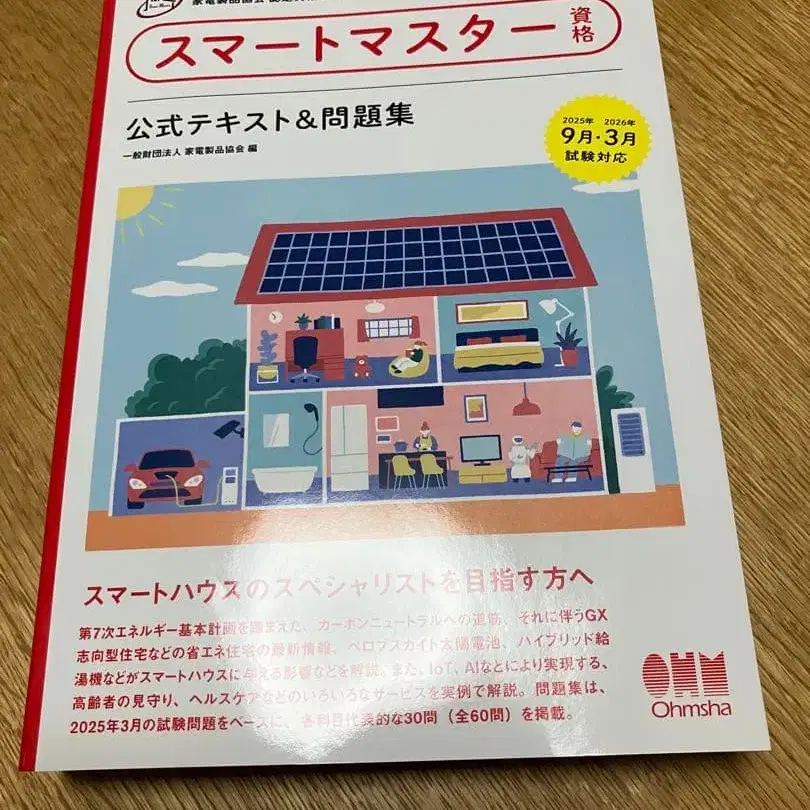 家電製品協会
スマートマスター
資格
公式テキスト&問題集
一般財団法人 家電製品協会 編
2025年 2026年
9月・3月
試験対応
スマートハウスのスペシャリストを目指す方へ
第7次エネルギー基本計画を踏まえた、カーボンニュートラルへの道筋、それに伴うGX
志向型住宅などの省エネ住宅の最新情報、ペロブスカイト太陽電池、ハイブリッド給
湯機などがスマートハウスに与える影響などを解説。また、IoT、AIなどにより実現する、
高齢者の見守り、ヘルスケアなどのいろいろなサービスを実例で解説。問題集は、
2025年3月の試験問題をベースに、各科目代表的な30問（全60問）を掲載。
OHM
Ohmsha